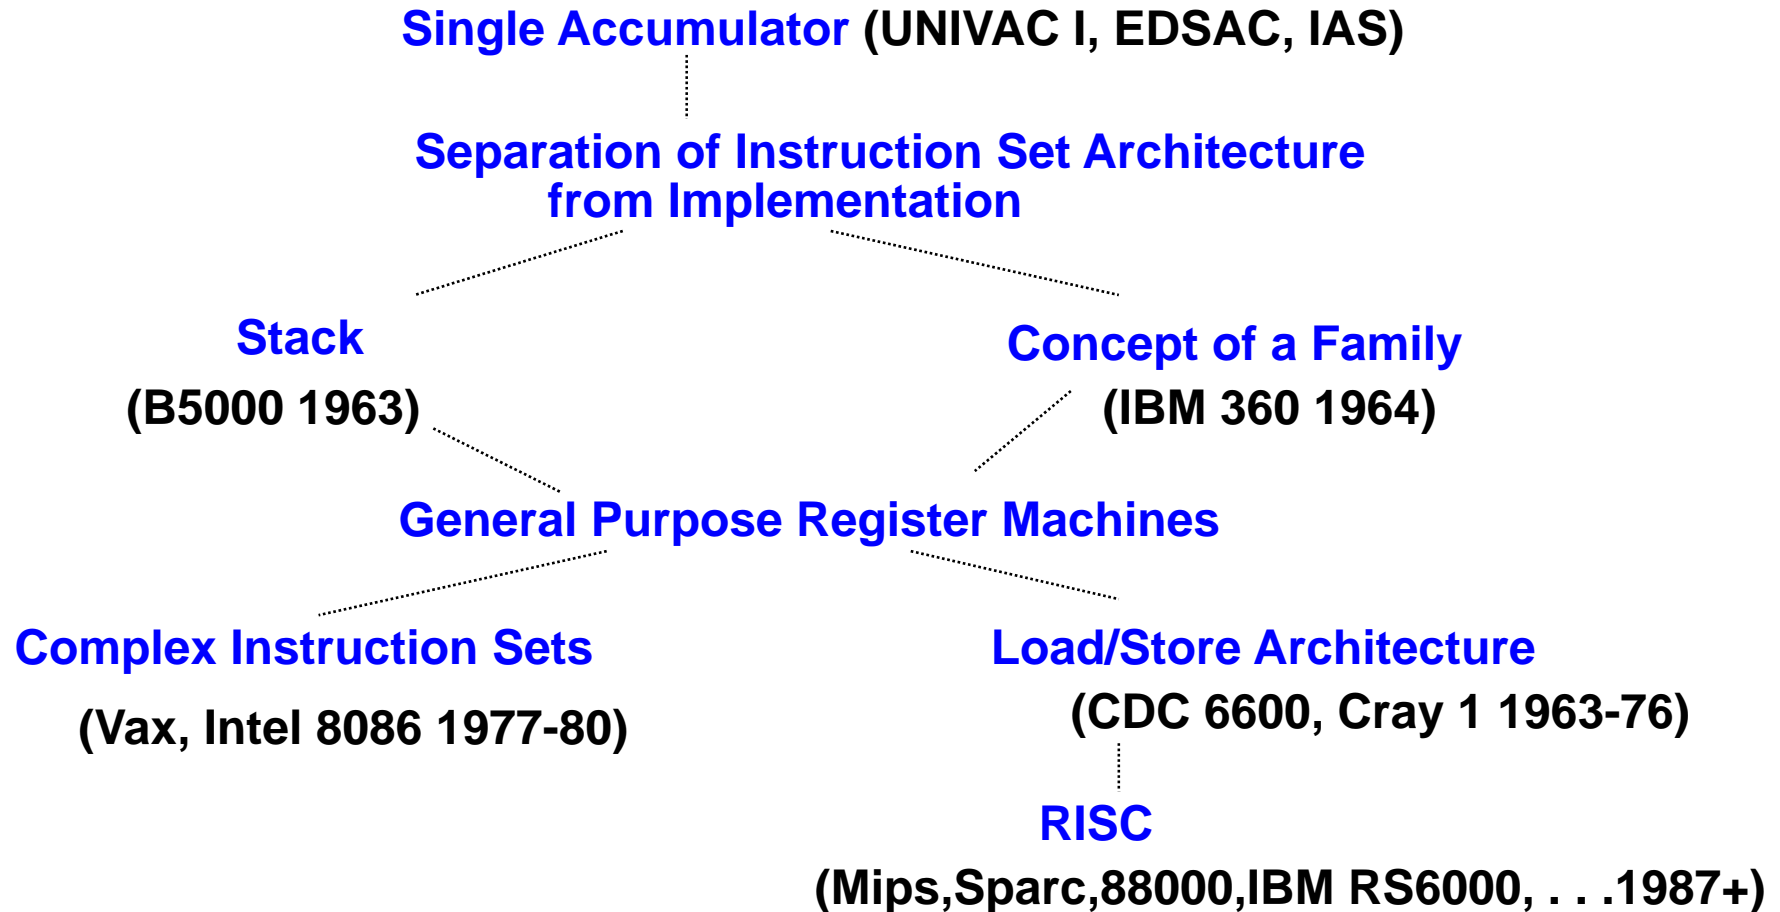 Single Accumulator (UNIVAC I, EDSAC, IAS)
Separation of Instruction Set Architecture
from Implementation
Stack
(B5000 1963)
Concept of a Family
(IBM 360 1964)
General Purpose Register Machines
Complex Instruction Sets
(Vax, Intel 8086 1977-80)
Load/Store Architecture
(CDC 6600, Cray 1 1963-76)
RISC
(Mips,Sparc,88000,IBM RS6000, . . .1987+)